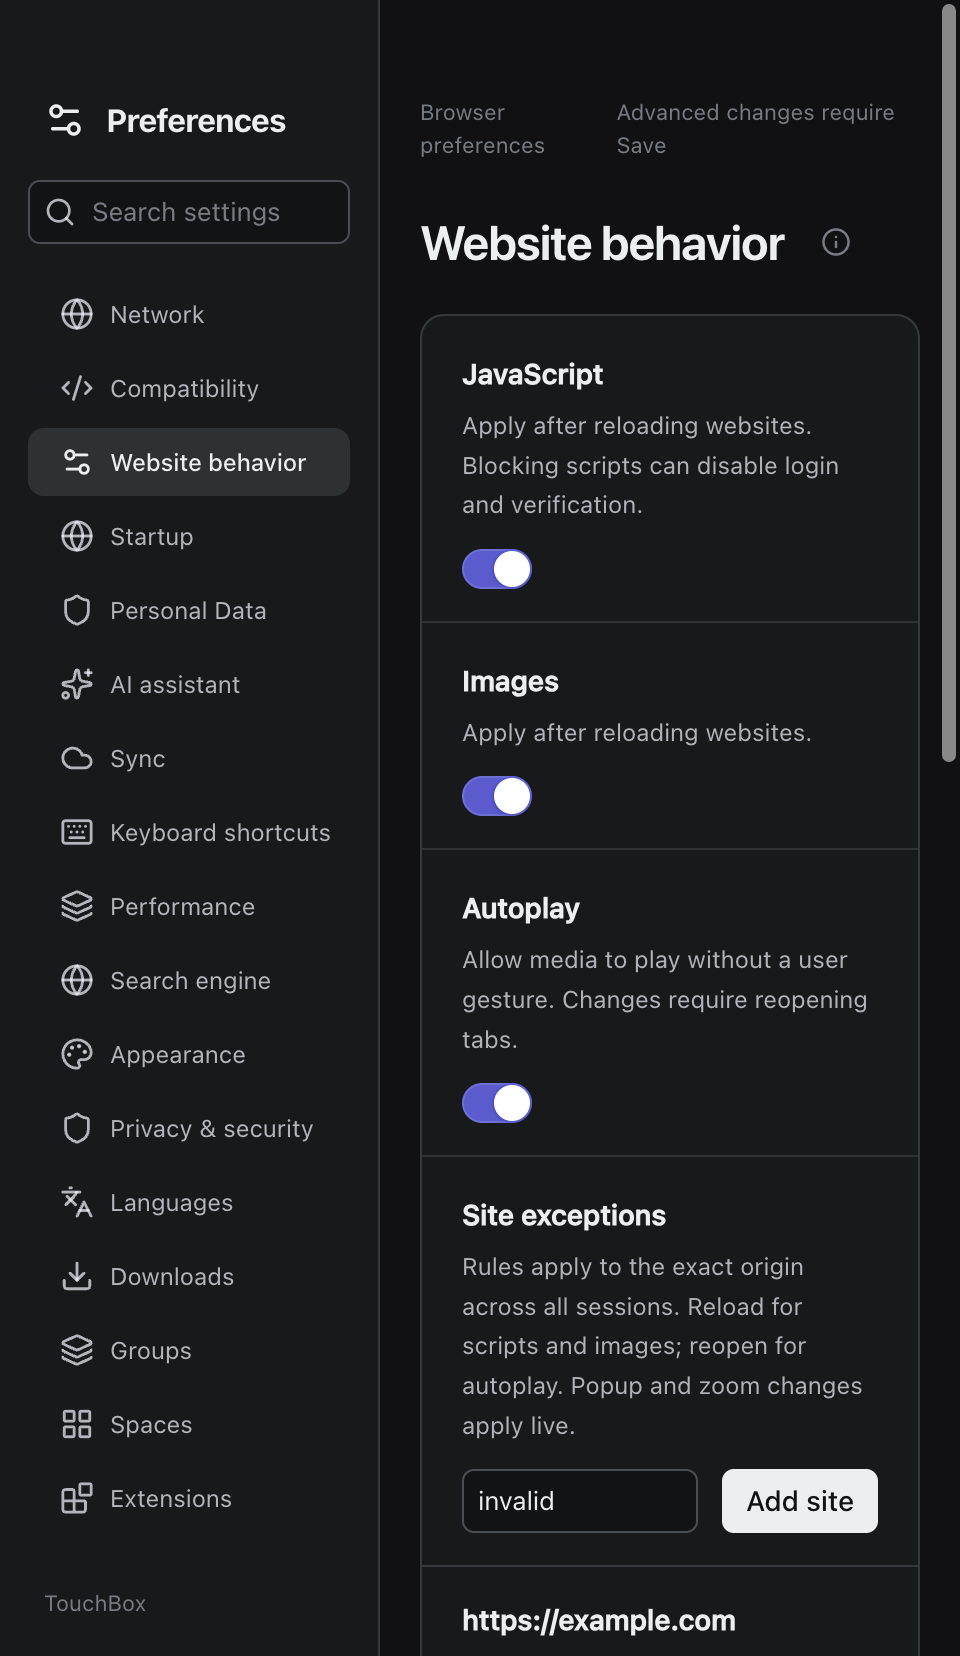 Preferences
Search settings
Network
Compatibility
Website behavior
Startup
Personal Data
AI assistant
Sync
Keyboard shortcuts
Performance
Search engine
Appearance
Privacy & security
Languages
Downloads
Groups
Spaces
Extensions
TouchBox
Browser
preferences
Advanced changes require
Save
Website behavior
JavaScript
Apply after reloading websites.
Blocking scripts can disable login
and verification.
Images
Apply after reloading websites.
Autoplay
Allow media to play without a user
gesture. Changes require reopening
tabs.
Site exceptions
Rules apply to the exact origin
across all sessions. Reload for
scripts and images; reopen for
autoplay. Popup and zoom changes
apply live.
invalid
Add site
https://example.com